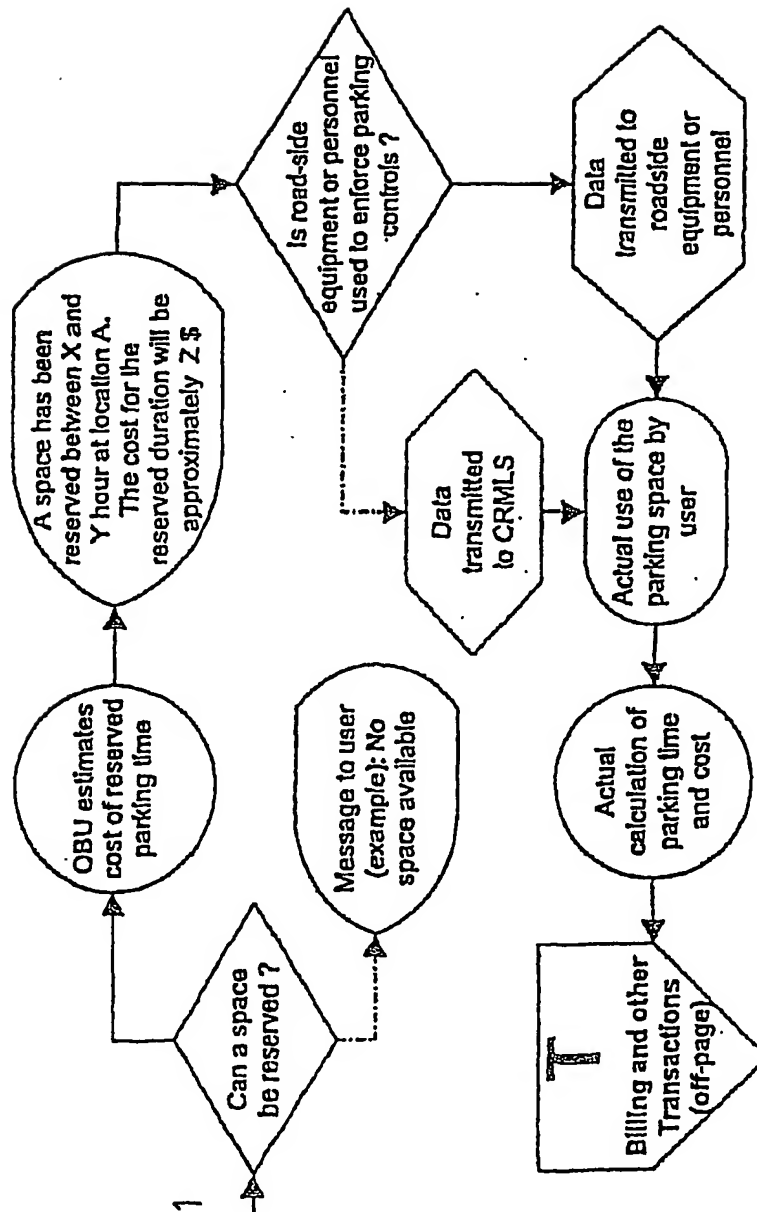 1
Can a space
be reserved ?
OBU estimates
cost of reserved
parking time
Message to user
(example): No
space available
A space has been
reserved between X and
Y hour at location A.
The cost for the
reserved duration will be
approximately Z $
Is road-side
equipment or personnel
used to enforce parking
controls ?
Data
transmitted
to CRMLS
Data
transmitted to
roadside
equipment or
personnel
Actual use of the
parking space by
user
Actual
calculation of
parking time
and cost
T
Billing and other
Transactions
(off-page)